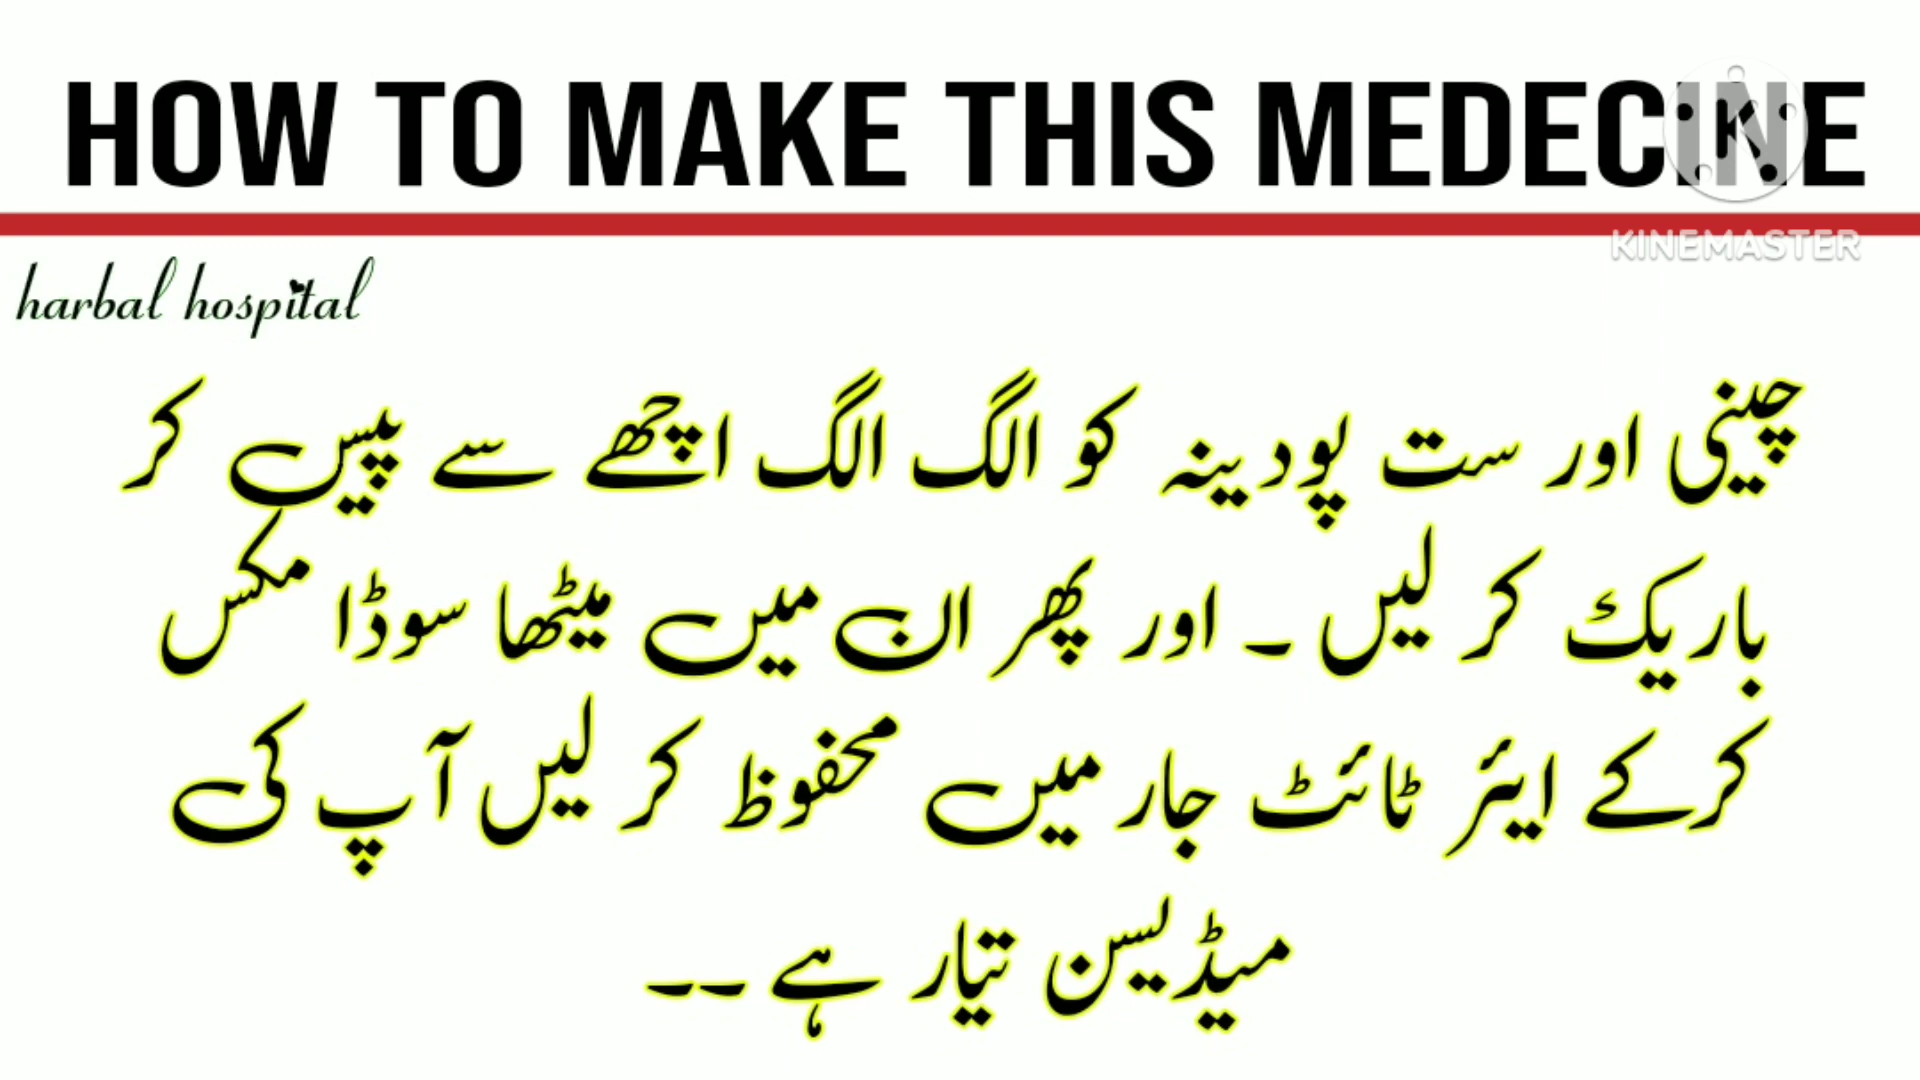 HOW TO MAKE THIS MEDECINE
KINEMASTER
harbal hospital
چینی اور ست پودینہ کو الگ الگ اچھے سے پیس کر
باریک کر لیں ۔ اور پھر ان میں میٹھا سوڈا مکس
کرکے ایئر ٹائٹ جار میں محفوظ کر لیں آپ کی
میڈیسن تیار ہے ۔۔